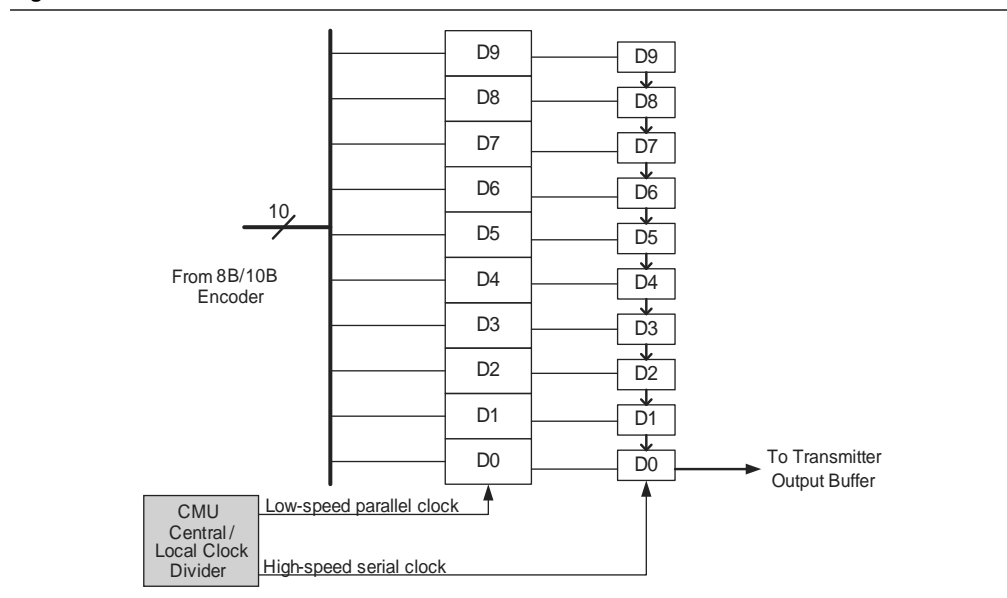 D9 D9
D8 D8
D7 D7
D6 D6
10
D5 D5
From 8B/10B
Encoder
D4 D4
D3 D3
D2 D2
D1 D1
D0 D0
To Transmitter
Output Buffer
CMU
Central/
Local Clock
Divider
Low-speed parallel clock
High-speed serial clock